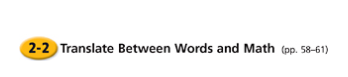 2-2 Translate Between Words and Math (pp. 58–61)